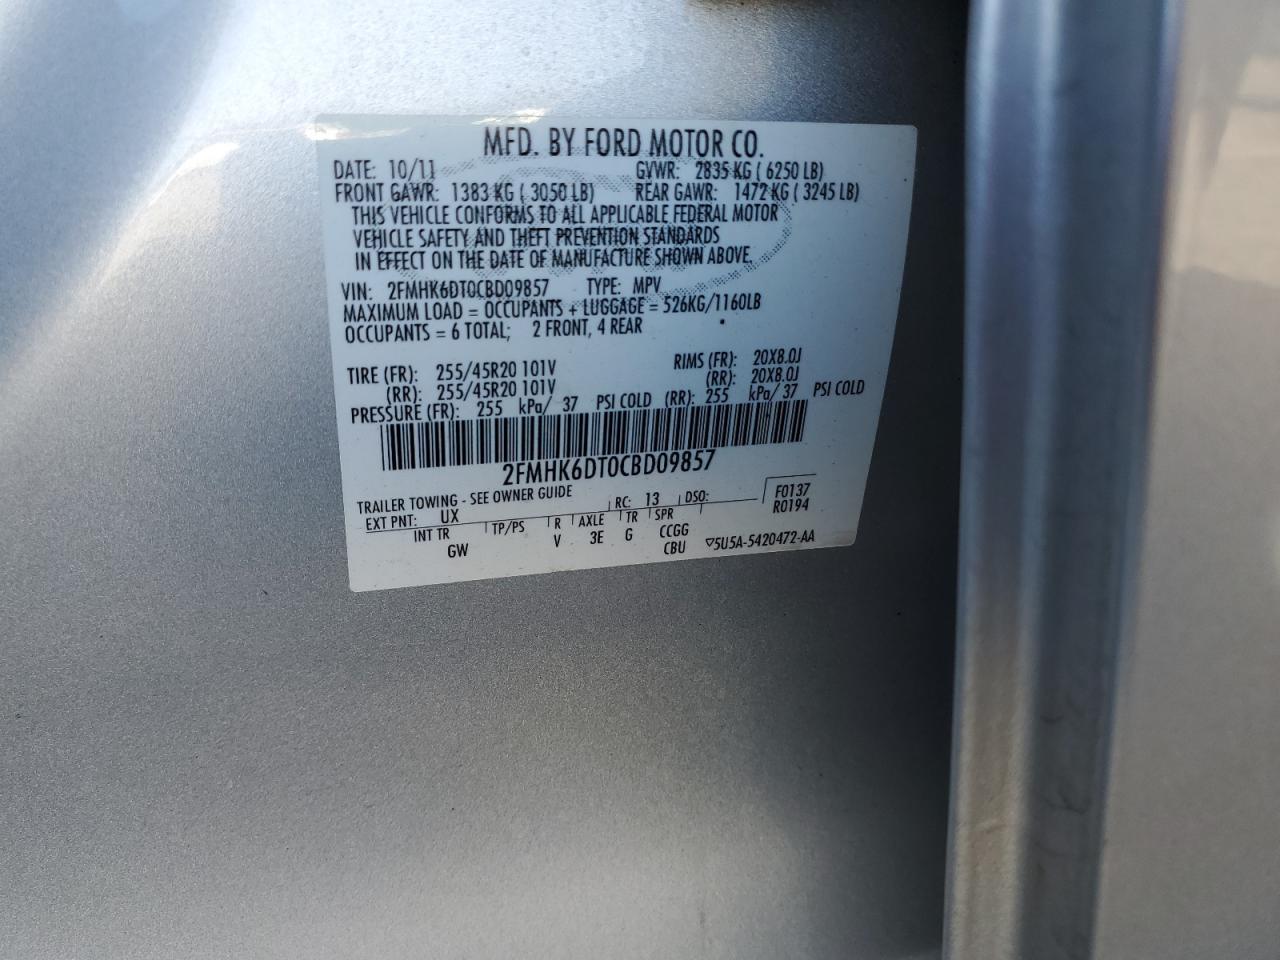 MFD. BY FORD MOTOR CO.
DATE: 10/11 GVWR: 2835 KG ( 6250 LB)
FRONT GAWR: 1383 KG ( 3050 LB) REAR GAWR: 1472 KG ( 3245 LB)
THIS VEHICLE CONFORMS TO ALL APPLICABLE FEDERAL MOTOR
VEHICLE SAFETY AND THEFT PREVENTION STANDARDS
IN EFFECT ON THE DATE OF MANUFACTURE SHOWN ABOVE.
VIN: 2FMHK6DT0CBD09857 TYPE: MPV
MAXIMUM LOAD = OCCUPANTS + LUGGAGE = 526KG/1160LB
OCCUPANTS = 6 TOTAL; 2 FRONT, 4 REAR
TIRE (FR): 255/45R20 101V RIMS (FR): 20X8.0J
(RR): 255/45R20 101V (RR): 20X8.0J
PRESSURE (FR): 255 kPa/ 37 PSI COLD (RR): 255 kPa/ 37 PSI COLD
2FMHK6DT0CBD09857
TRAILER TOWING - SEE OWNER GUIDE
EXT PNT: UX RC: 13 DSO: F0137
R0194
INT TR TP/PS R AXLE TR SPR
GW V 3E G CCGG
CBU ▽5U5A-5420472-AA